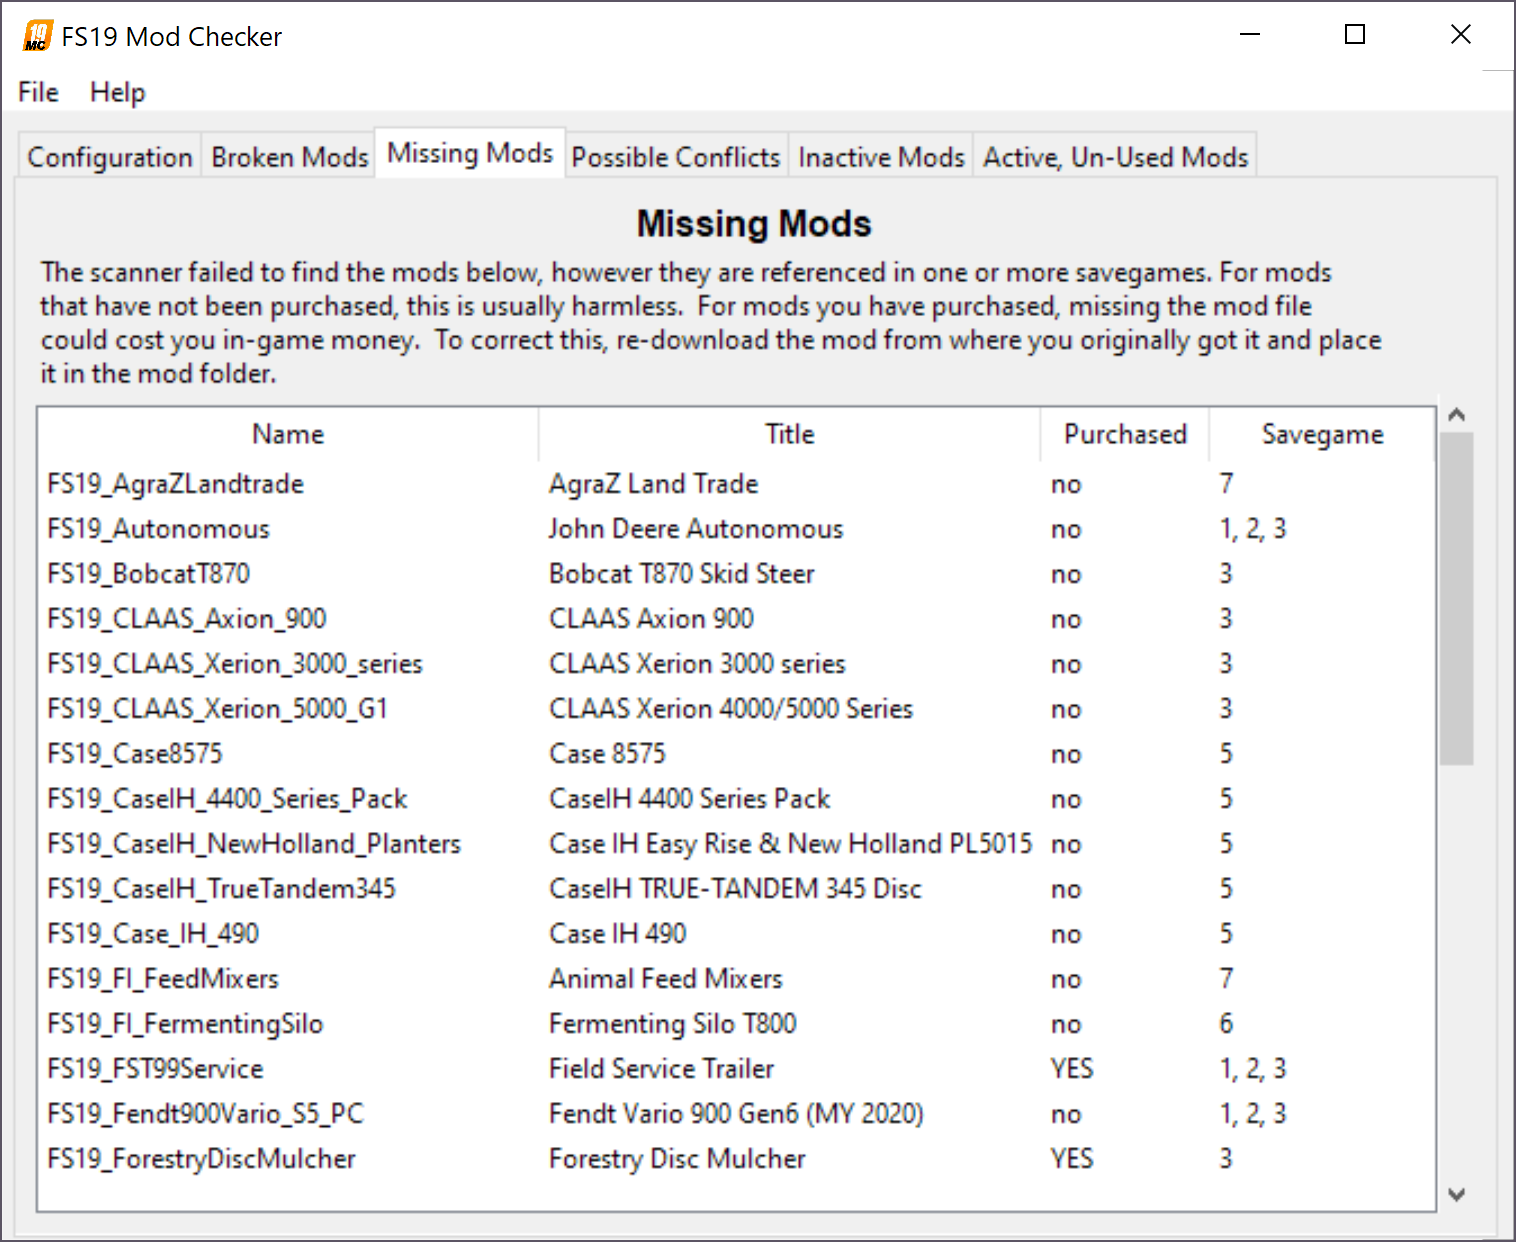 19
MC
FS19 Mod Checker
File Help
Configuration Broken Mods Missing Mods Possible Conflicts Inactive Mods Active, Un-Used Mods
Missing Mods
The scanner failed to find the mods below, however they are referenced in one or more savegames. For mods
that have not been purchased, this is usually harmless.  For mods you have purchased, missing the mod file
could cost you in-game money.  To correct this, re-download the mod from where you originally got it and place
it in the mod folder.
Name Title Purchased Savegame
FS19_AgraZLandtrade AgraZ Land Trade no 7
FS19_Autonomous John Deere Autonomous no 1, 2, 3
FS19_BobcatT870 Bobcat T870 Skid Steer no 3
FS19_CLAAS_Axion_900 CLAAS Axion 900 no 3
FS19_CLAAS_Xerion_3000_series CLAAS Xerion 3000 series no 3
FS19_CLAAS_Xerion_5000_G1 CLAAS Xerion 4000/5000 Series no 3
FS19_Case8575 Case 8575 no 5
FS19_CaseIH_4400_Series_Pack CaseIH 4400 Series Pack no 5
FS19_CaseIH_NewHolland_Planters Case IH Easy Rise & New Holland PL5015 no 5
FS19_CaseIH_TrueTandem345 CaseIH TRUE-TANDEM 345 Disc no 5
FS19_Case_IH_490 Case IH 490 no 5
FS19_FI_FeedMixers Animal Feed Mixers no 7
FS19_FI_FermentingSilo Fermenting Silo T800 no 6
FS19_FST99Service Field Service Trailer YES 1, 2, 3
FS19_Fendt900Vario_S5_PC Fendt Vario 900 Gen6 (MY 2020) no 1, 2, 3
FS19_ForestryDiscMulcher Forestry Disc Mulcher YES 3